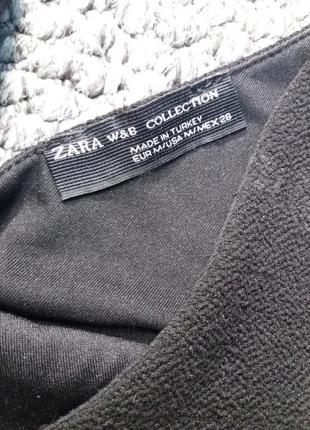 ZARA W&B COLLECTION
MADE IN TURKEY
EUR M/USA M/MEX 28